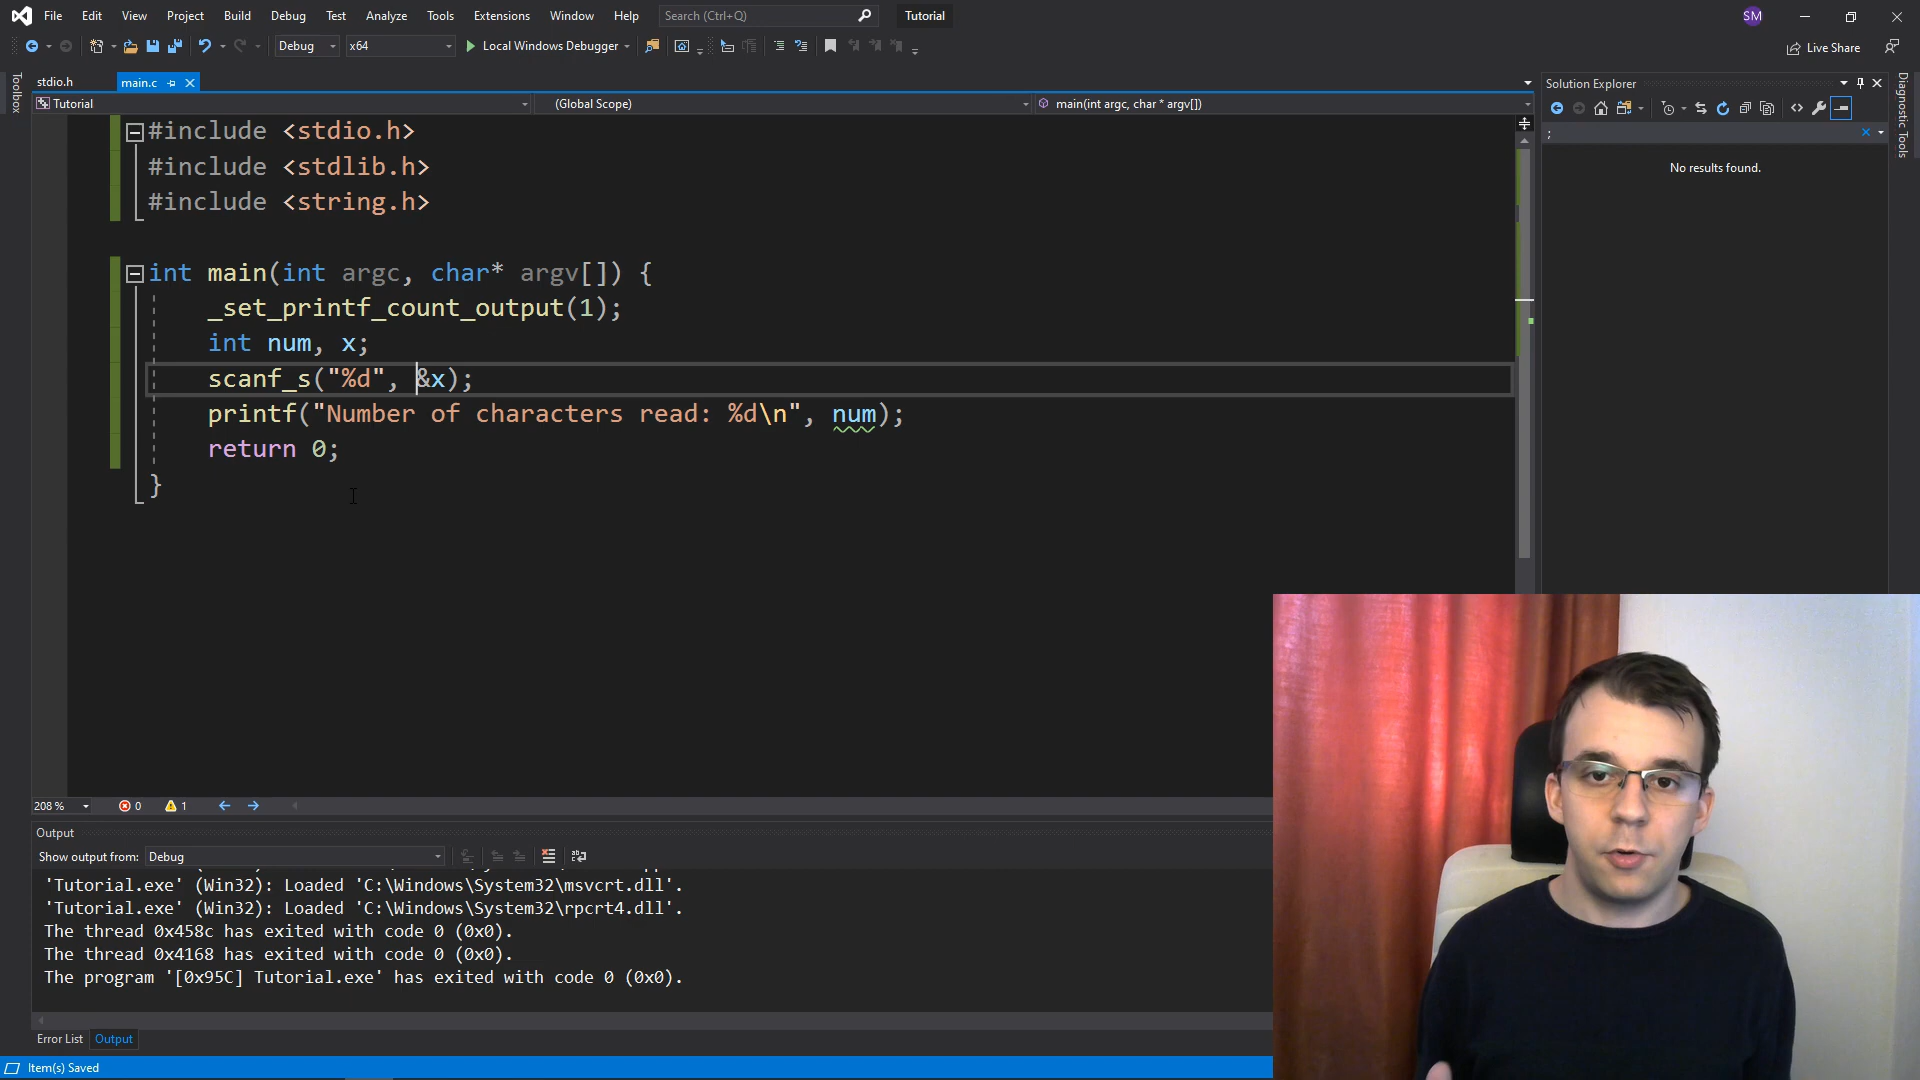 File Edit View Project Build Debug Test Analyze Tools Extensions Window Help Search (Ctrl+Q) Tutorial SM
Debug x64 Local Windows Debugger Live Share
stdio.h main.c
Tutorial (Global Scope) main(int argc, char * argv[])
#include <stdio.h>
#include <stdlib.h>
#include <string.h>
int main(int argc, char* argv[]) {
_set_printf_count_output(1);
int num, x;
scanf_s("%d", &x);
printf("Number of characters read: %d\n", num);
return 0;
}
Toolbox
Solution Explorer
;
No results found.
Diagnostic Tools
208 % 0 1
Output
Show output from: Debug
'Tutorial.exe' (Win32): Loaded 'C:\Windows\System32\msvcrt.dll'.
'Tutorial.exe' (Win32): Loaded 'C:\Windows\System32\rpcrt4.dll'.
The thread 0x458c has exited with code 0 (0x0).
The thread 0x4168 has exited with code 0 (0x0).
The program '[0x95C] Tutorial.exe' has exited with code 0 (0x0).
Error List Output
Item(s) Saved